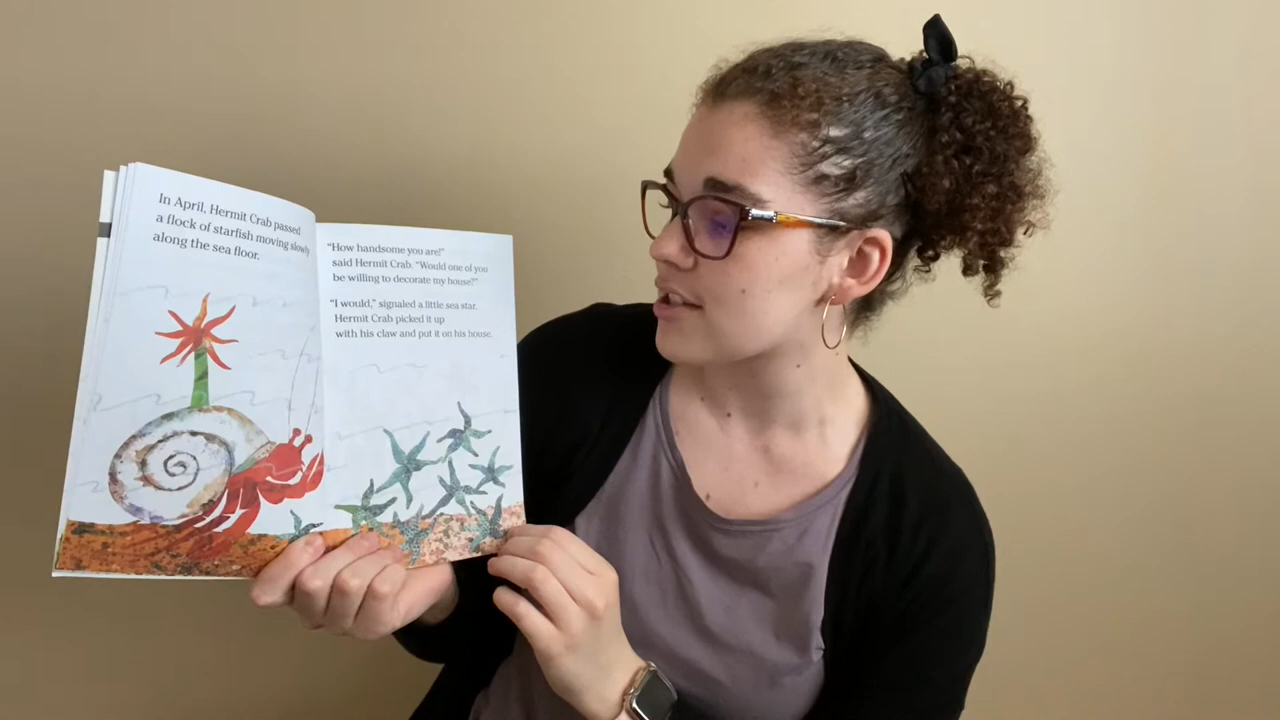 In April, Hermit Crab passed
a flock of starfish moving slowly
along the sea floor.
“How handsome you are!”
said Hermit Crab. “Would one of you
be willing to decorate my house?”
“I would,” signaled a little sea star.
Hermit Crab picked it up
with his claw and put it on his house.